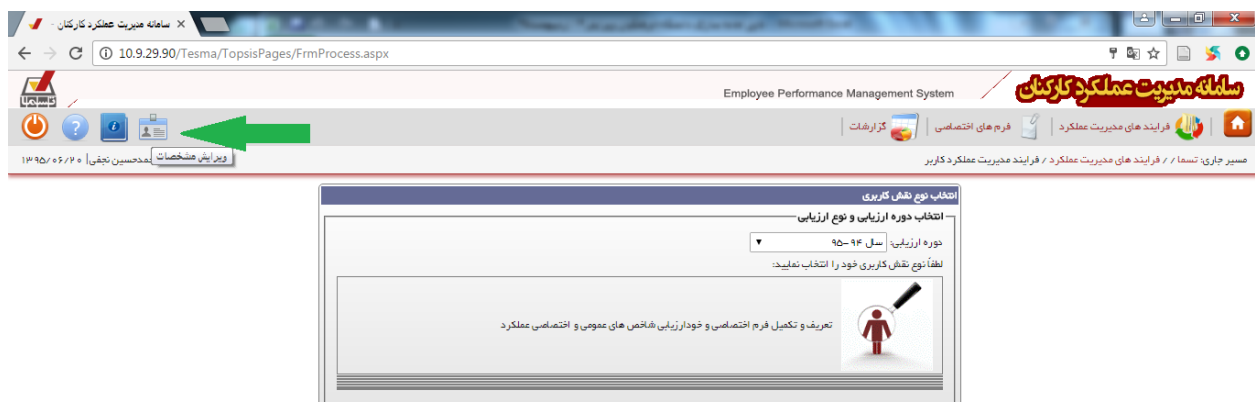 سامانه مدیریت عملکرد کارکنان -
10.9.29.90/Tesma/TopsisPages/FrmProcess.aspx
سامانه مدیریت عملکرد کارکنان
Employee Performance Management System
فرایند های مدیریت عملکرد | فرم های اختصاصی | گزارشات |
ویرایش مشخصات
مسیر جاری: تسما / / فرایند های مدیریت عملکرد / فرایند مدیریت عملکرد کاربر
مدحسین نجفی| ۱۳۹۵/۰۶/۲۰
انتخاب نوع نقش کاربری
انتخاب دوره ارزیابی و نوع ارزیابی
دوره ارزیابی: سال ۹۴-۹۵
لطفاً نوع نقش کاربری خود را انتخاب نمایید:
تعریف و تکمیل فرم اختصاصی و خودارزیابی شاخص های عمومی و اختصاصی عملکرد